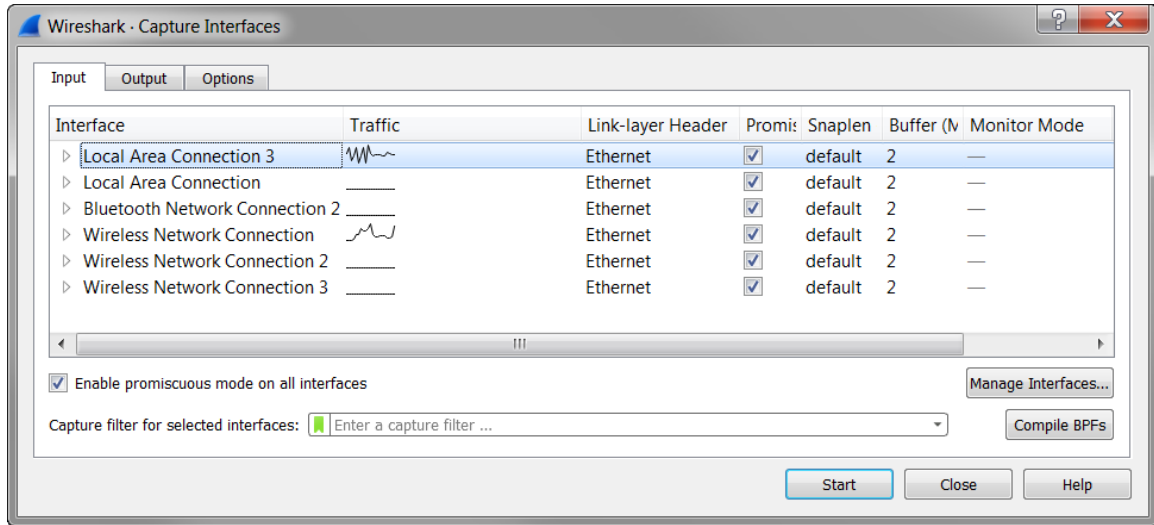 Wireshark · Capture Interfaces
Input Output Options
Interface Traffic Link-layer Header Promis Snaplen Buffer (M Monitor Mode
Local Area Connection 3 Ethernet default 2 —
Local Area Connection Ethernet default 2 —
Bluetooth Network Connection 2 Ethernet default 2 —
Wireless Network Connection Ethernet default 2 —
Wireless Network Connection 2 Ethernet default 2 —
Wireless Network Connection 3 Ethernet default 2 —
Enable promiscuous mode on all interfaces Manage Interfaces...
Capture filter for selected interfaces: Enter a capture filter ... Compile BPFs
Start Close Help